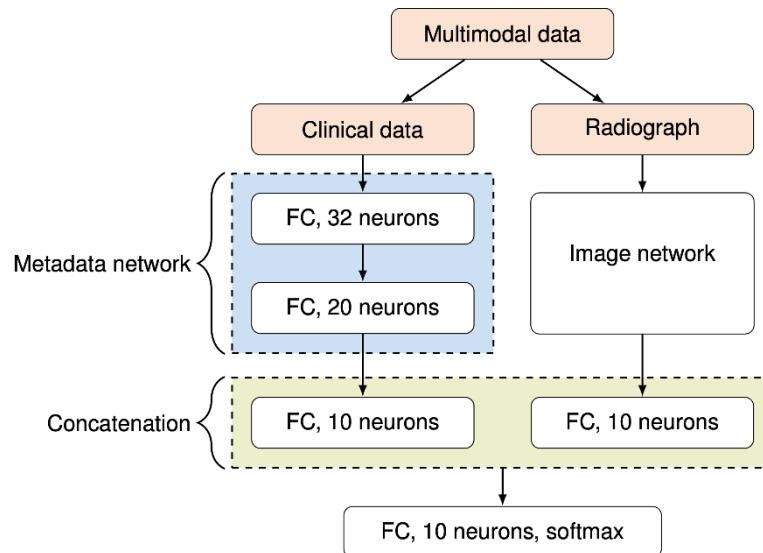 Multimodal data
Clinical data
Radiograph
Metadata network
FC, 32 neurons
FC, 20 neurons
Image network
Concatenation
FC, 10 neurons
FC, 10 neurons
FC, 10 neurons, softmax